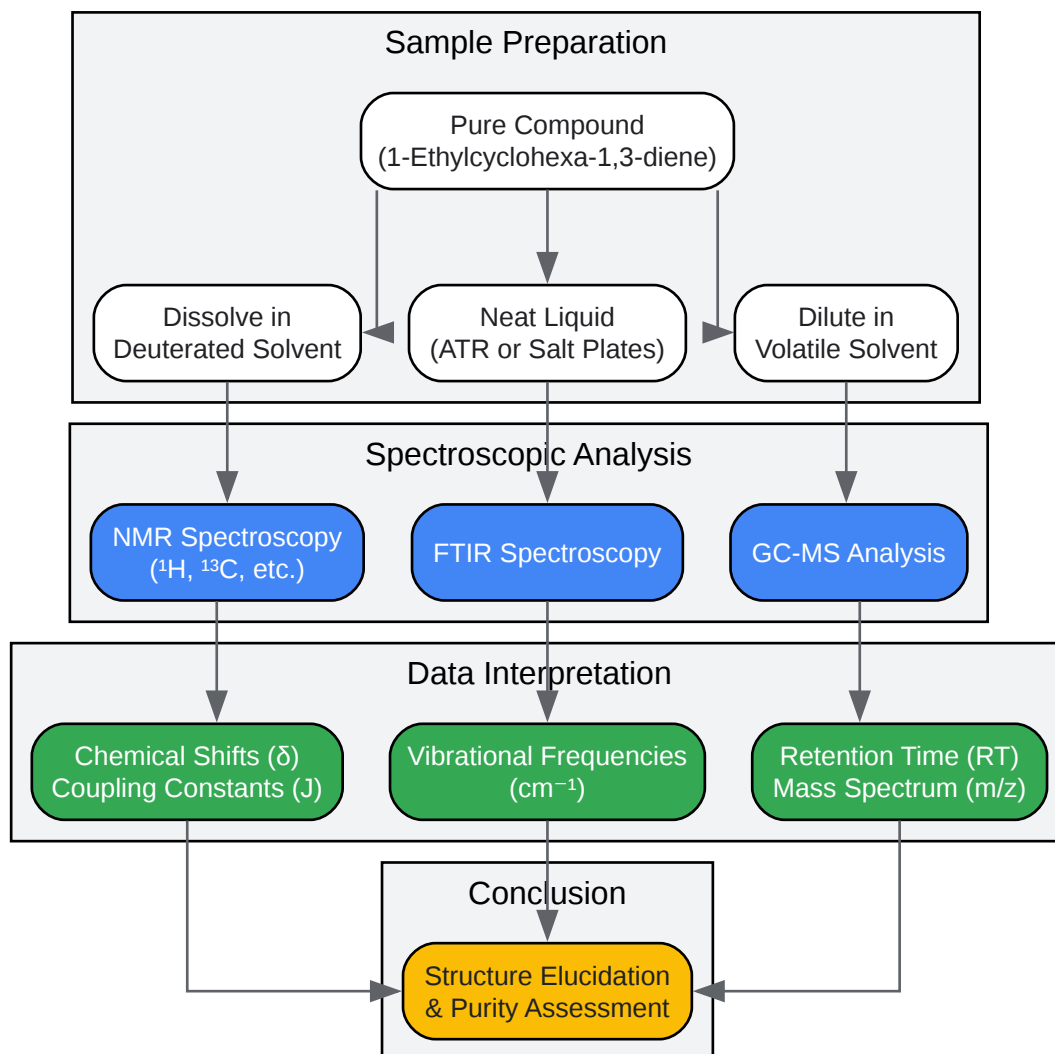 Sample Preparation
Pure Compound
(1-Ethylcyclohexa-1,3-diene)
Dissolve in
Deuterated Solvent
Neat Liquid
(ATR or Salt Plates)
Dilute in
Volatile Solvent
Spectroscopic Analysis
NMR Spectroscopy
(¹H, ¹³C, etc.)
FTIR Spectroscopy
GC-MS Analysis
Data Interpretation
Chemical Shifts (δ)
Coupling Constants (J)
Vibrational Frequencies
(cm⁻¹)
Retention Time (RT)
Mass Spectrum (m/z)
Conclusion
Structure Elucidation
& Purity Assessment